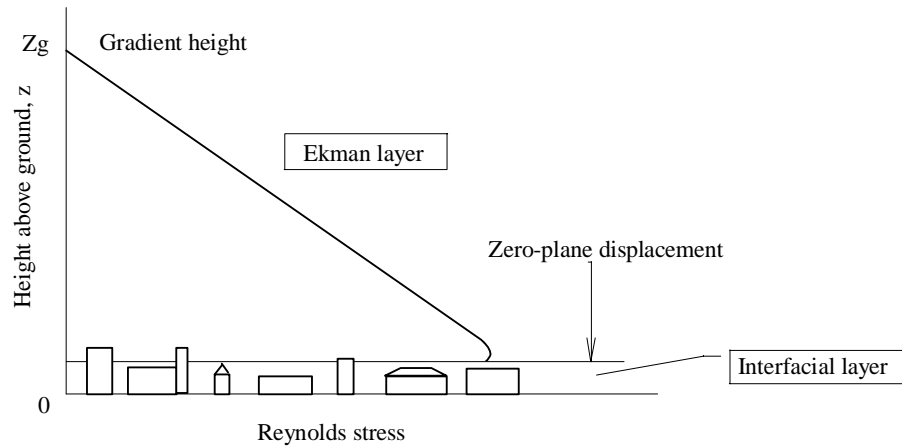 Zg
Gradient height
Height above ground, z
Ekman layer
Zero-plane displacement
Interfacial layer
0
Reynolds stress